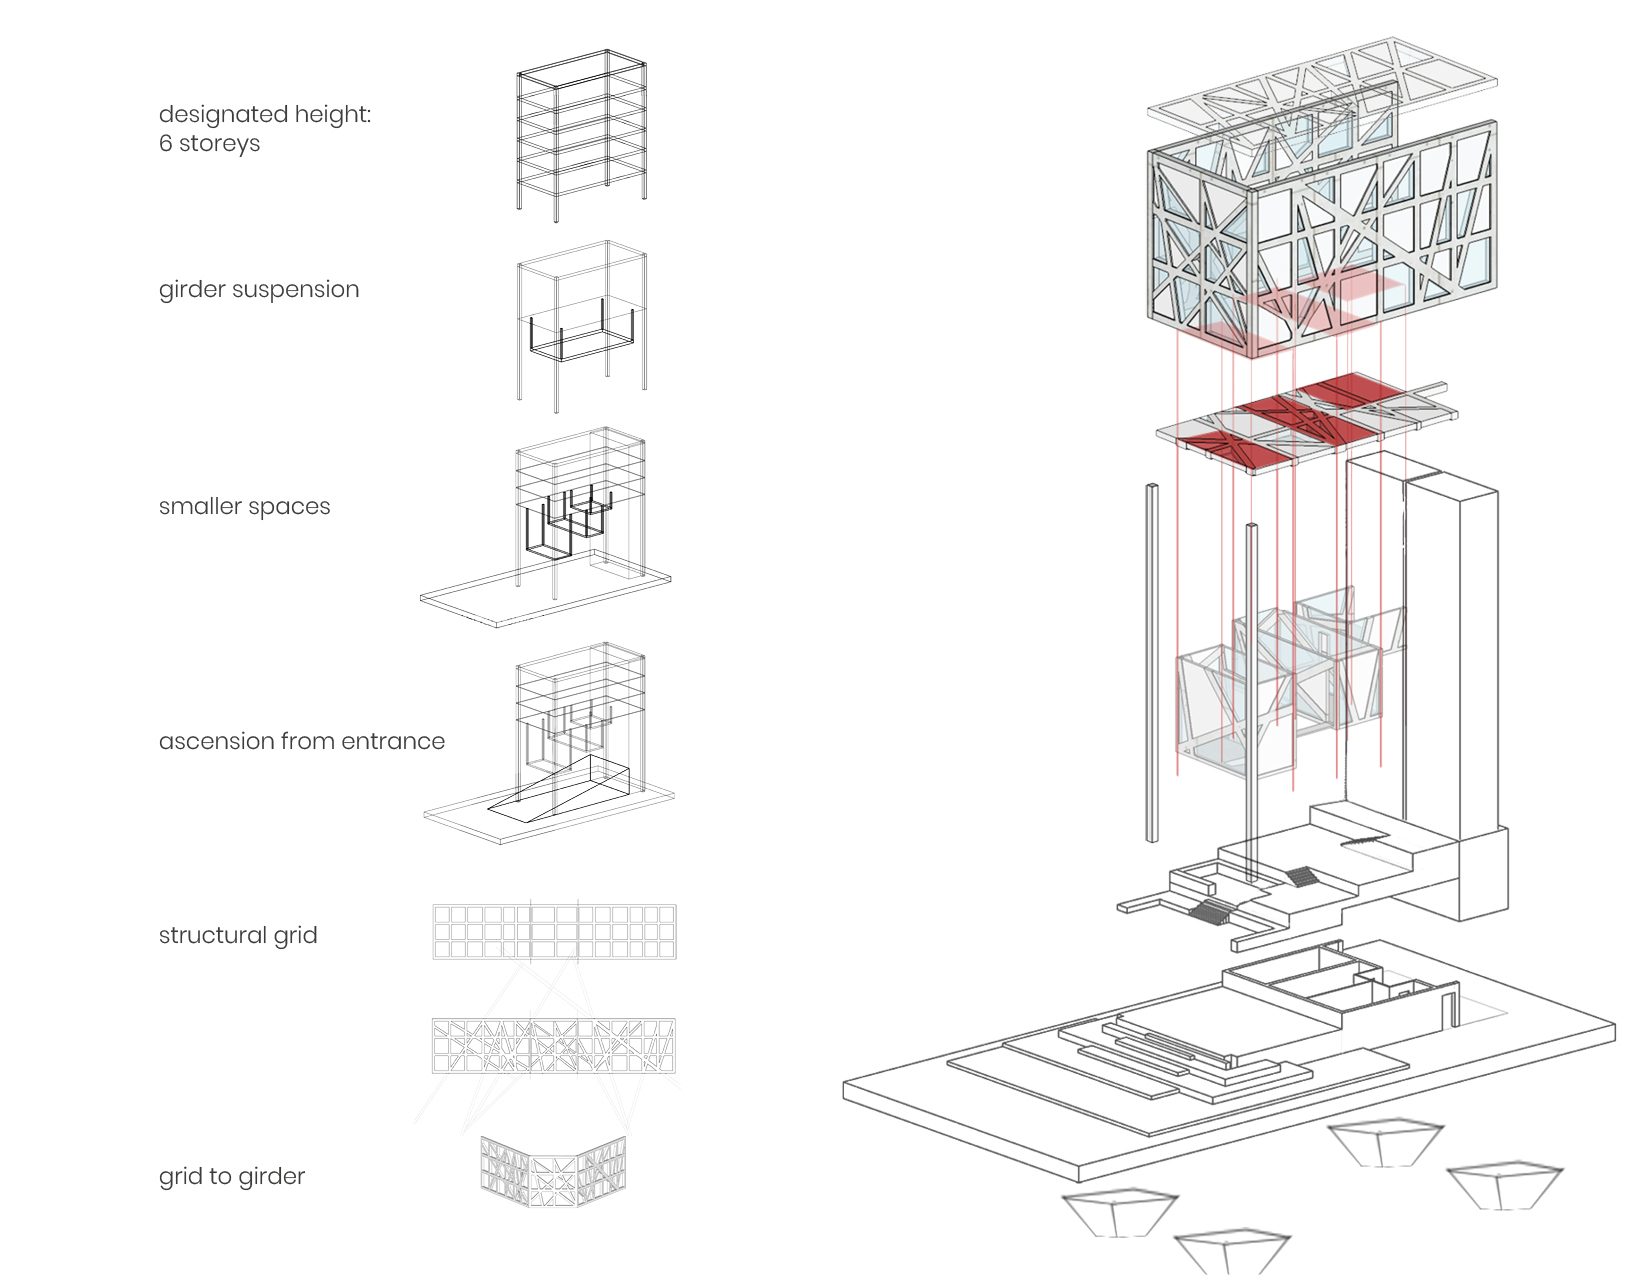 designated height:
6 storeys
girder suspension
smaller spaces
ascension from entrance
structural grid
grid to girder